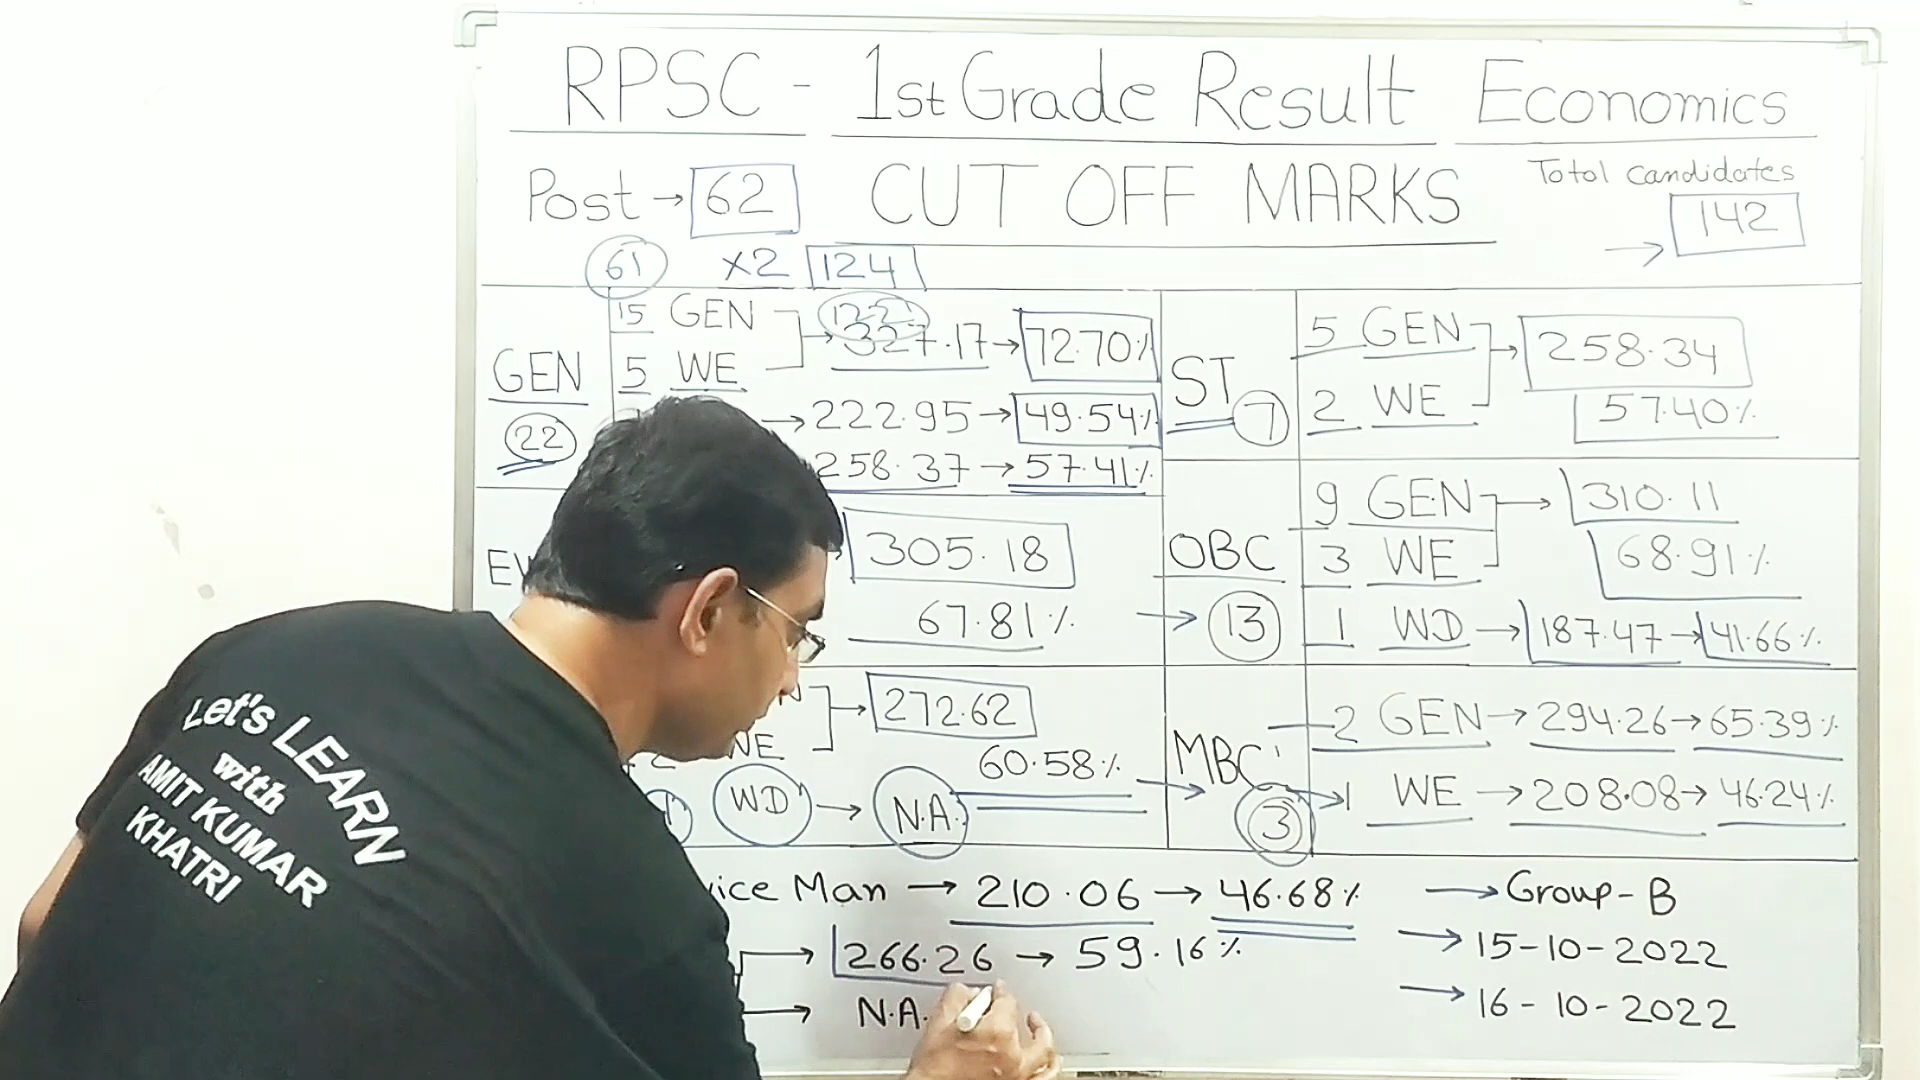 RPSC - 1st Grade Result Economics
Post → 62 CUT OFF MARKS Total candidates
142
61 x2 124
GEN
22
15 GEN 122
327.17 → 72.70%
5 WE
→ 222.95 → 49.54%
258.37 → 57.41%
ST
7
5 GEN → 258.34
2 WE 57.40%
305.18
67.81%
OBC
13
9 GEN → 310.11
3 WE 68.91%
1 WD → 187.47 → 41.66%
→ 272.62
60.58%
WD → N.A.
MBC
3
2 GEN → 294.26 → 65.39%
1 WE → 208.08 → 46.24%
Man → 210.06 → 46.68% → Group-B
→ 266.26 → 59.16% → 15-10-2022
→ N.A. → 16-10-2022
Let's LEARN
with
AMIT KUMAR
KHATRI